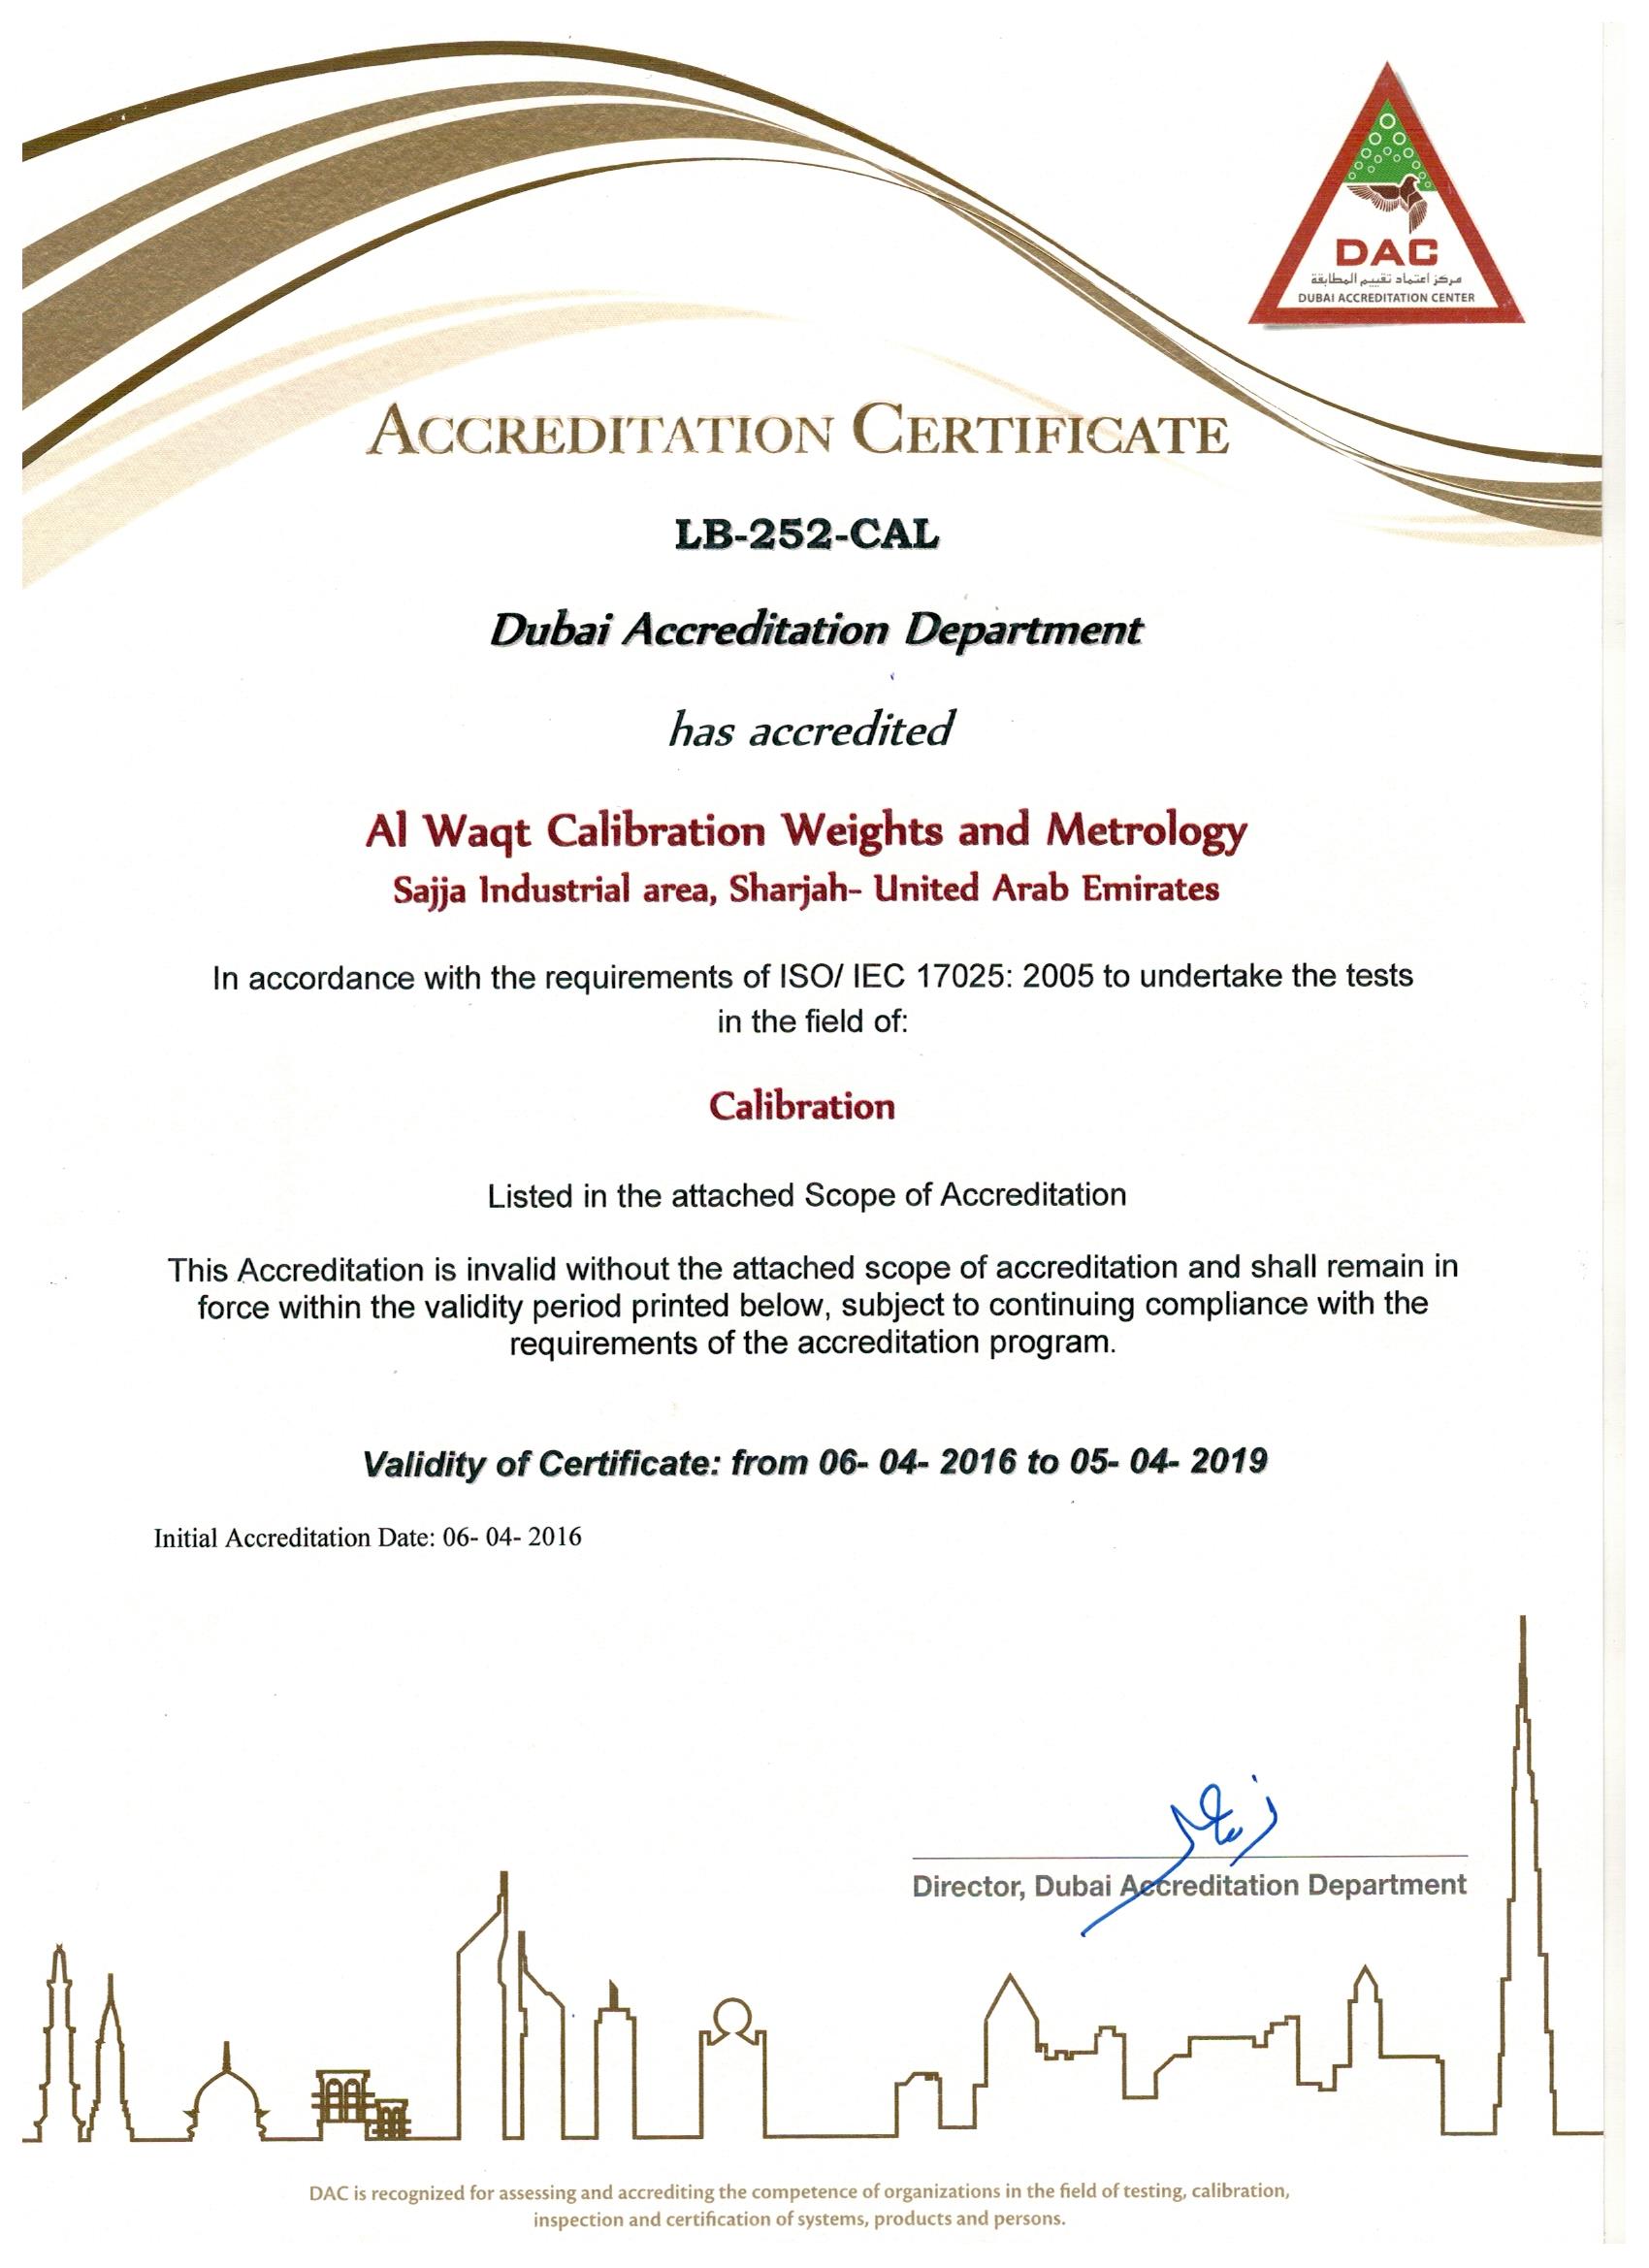 DAC
مركز اعتماد تقييم المطابقة
DUBAI ACCREDITATION CENTER
ACCREDITATION CERTIFICATE
LB-252-CAL
Dubai Accreditation Department
has accredited
Al Waqt Calibration Weights and Metrology
Sajja Industrial area, Sharjah- United Arab Emirates
In accordance with the requirements of ISO/ IEC 17025: 2005 to undertake the tests
in the field of:
Calibration
Listed in the attached Scope of Accreditation
This Accreditation is invalid without the attached scope of accreditation and shall remain in
force within the validity period printed below, subject to continuing compliance with the
requirements of the accreditation program.
Validity of Certificate: from 06- 04- 2016 to 05- 04- 2019
Initial Accreditation Date: 06- 04- 2016
Director, Dubai Accreditation Department
DAC is recognized for assessing and accrediting the competence of organizations in the field of testing, calibration,
inspection and certification of systems, products and persons.